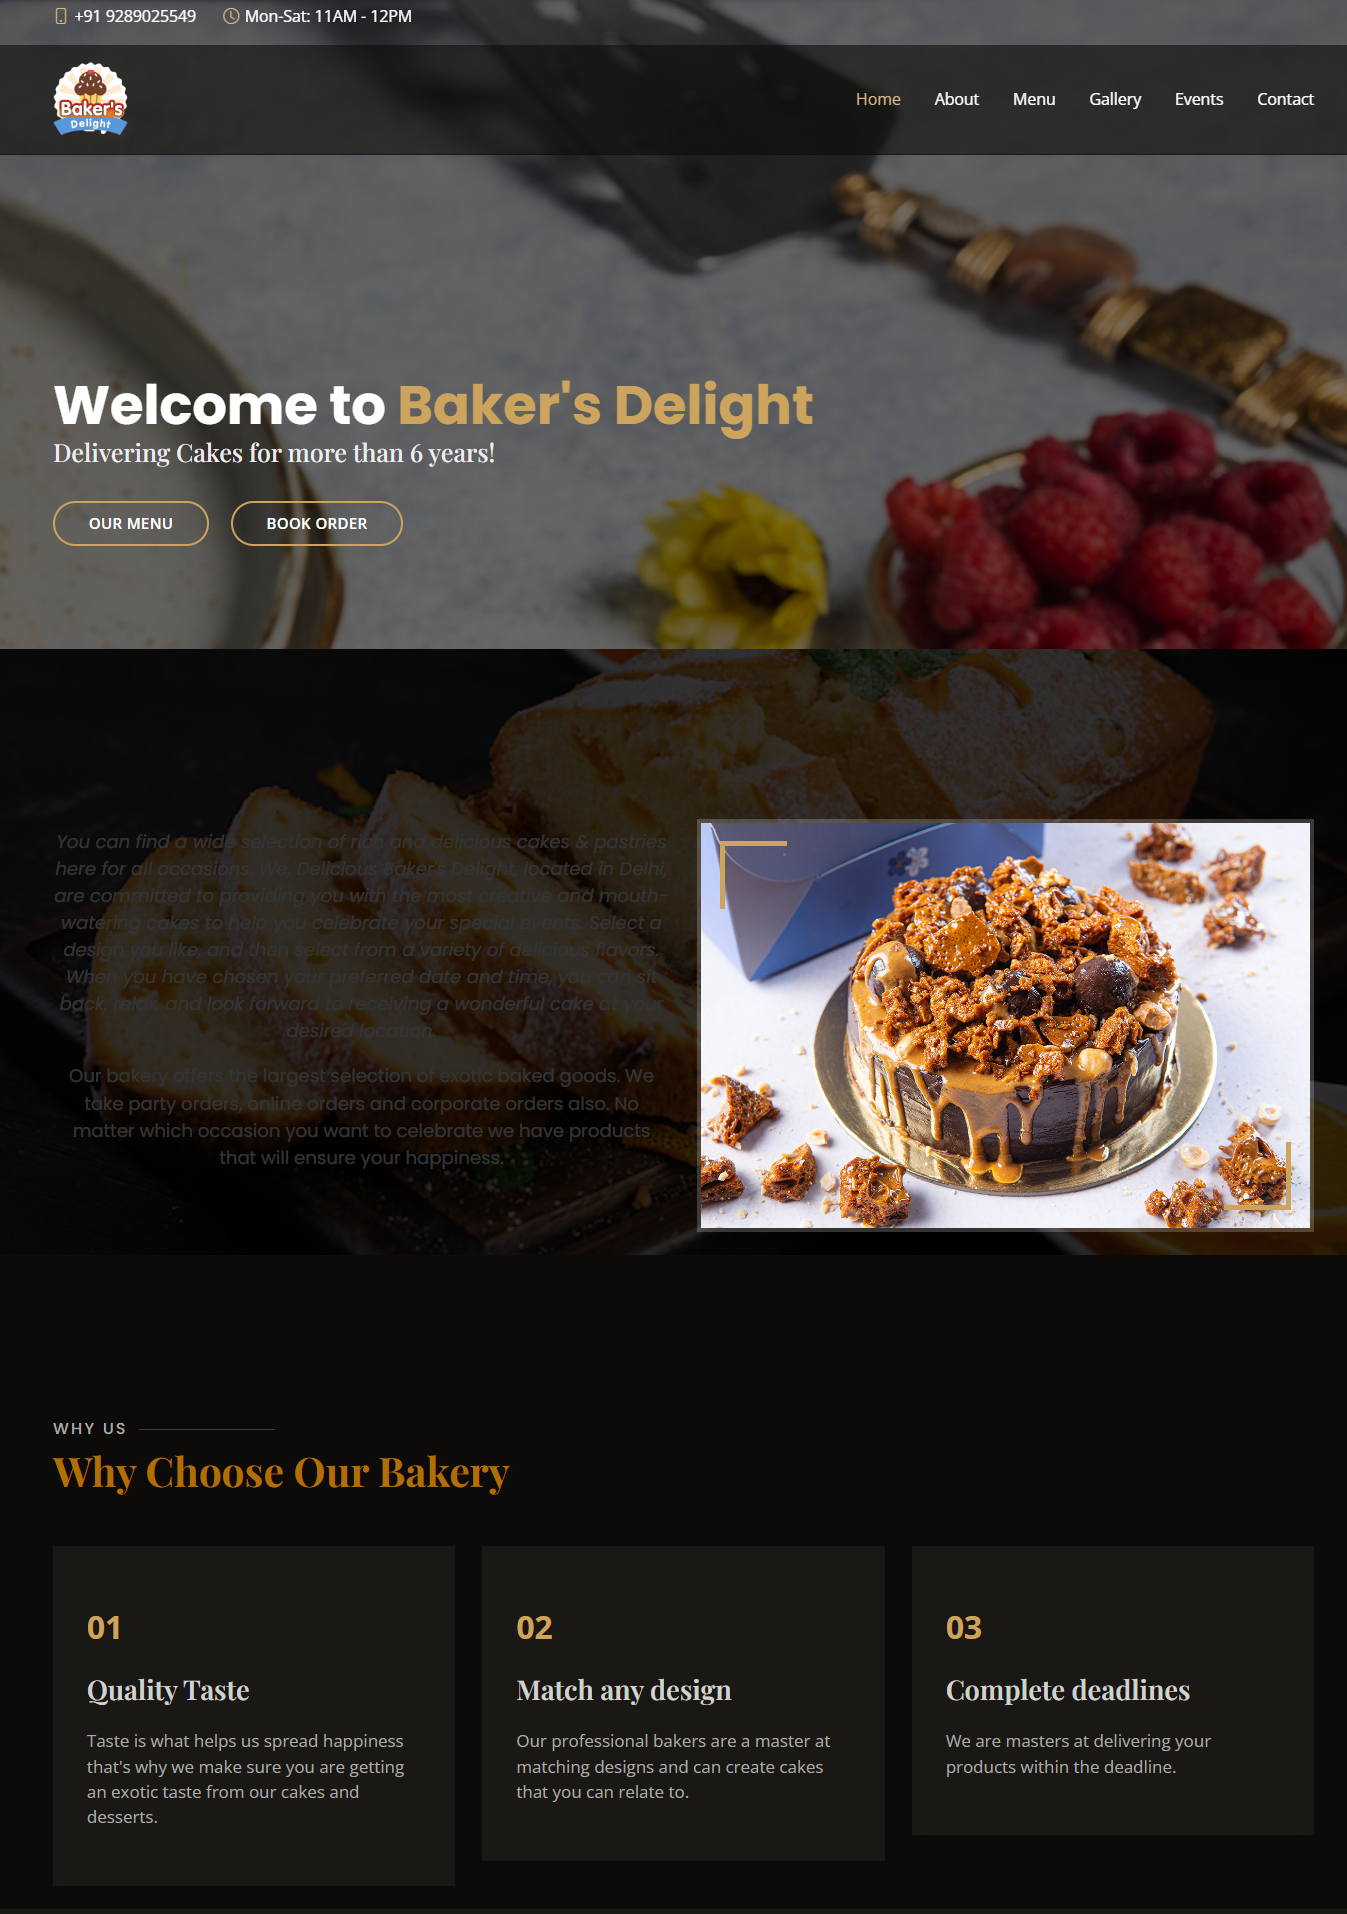 +91 9289025549 Mon-Sat: 11AM - 12PM
Baker's
Delight
Home About Menu Gallery Events Contact
Welcome to Baker's Delight
Delivering Cakes for more than 6 years!
OUR MENU BOOK ORDER
You can find a wide selection of rich and delicious cakes & pastries
here for all occasions. We, Delicious Baker's Delight, located in Delhi,
are committed to providing you with the most creative and mouth-
watering cakes to help you celebrate your special events. Select a
design you like, and then select from a variety of delicious flavors.
When you have chosen your preferred date and time, you can sit
back, relax, and look forward to receiving a wonderful cake at your
desired location.
Our bakery offers the largest selection of exotic baked goods. We
take party orders, online orders and corporate orders also. No
matter which occasion you want to celebrate we have products
that will ensure your happiness.
WHY US
Why Choose Our Bakery
01
Quality Taste
Taste is what helps us spread happiness
that's why we make sure you are getting
an exotic taste from our cakes and
desserts.
02
Match any design
Our professional bakers are a master at
matching designs and can create cakes
that you can relate to.
03
Complete deadlines
We are masters at delivering your
products within the deadline.